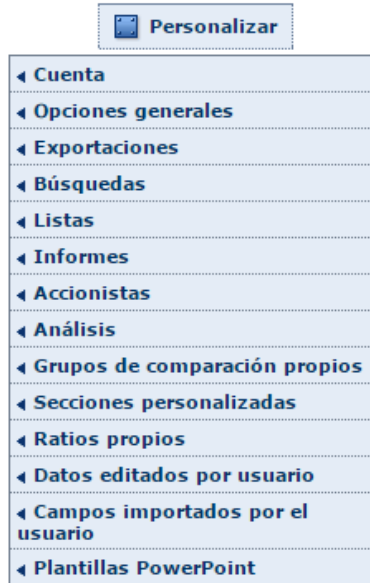 Personalizar
Cuenta
Opciones generales
Exportaciones
Búsquedas
Listas
Informes
Accionistas
Análisis
Grupos de comparación propios
Secciones personalizadas
Ratios propios
Datos editados por usuario
Campos importados por el
usuario
Plantillas PowerPoint